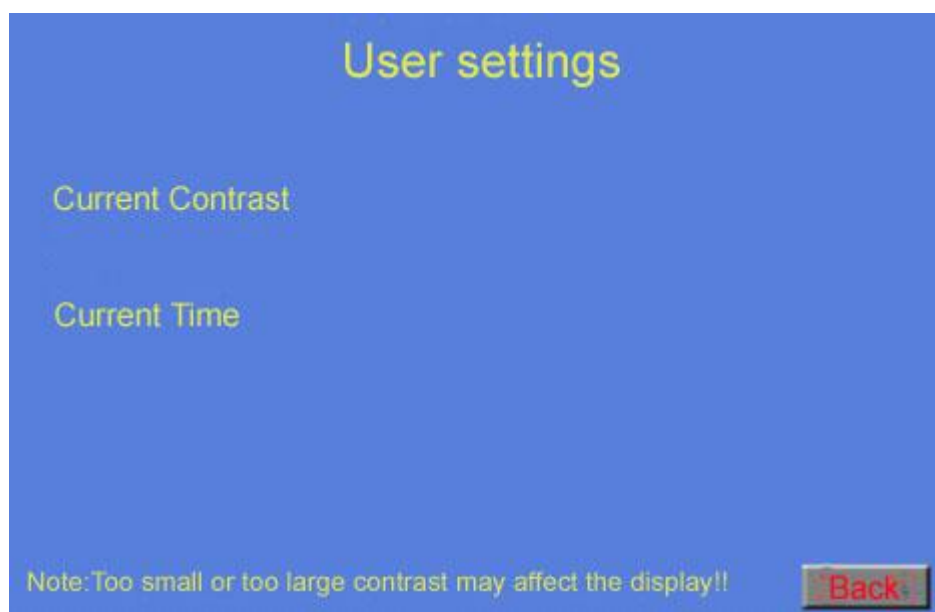 User settings
Current Contrast
Current Time
Note:Too small or too large contrast may affect the display!!
Back